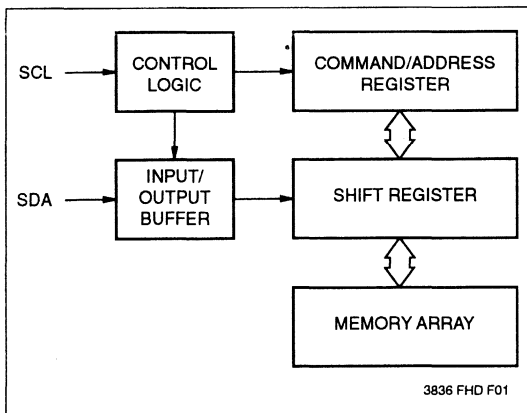 SCL
CONTROL
LOGIC
COMMAND/ADDRESS
REGISTER
SDA
INPUT/
OUTPUT
BUFFER
SHIFT REGISTER
MEMORY ARRAY
3836 FHD F01